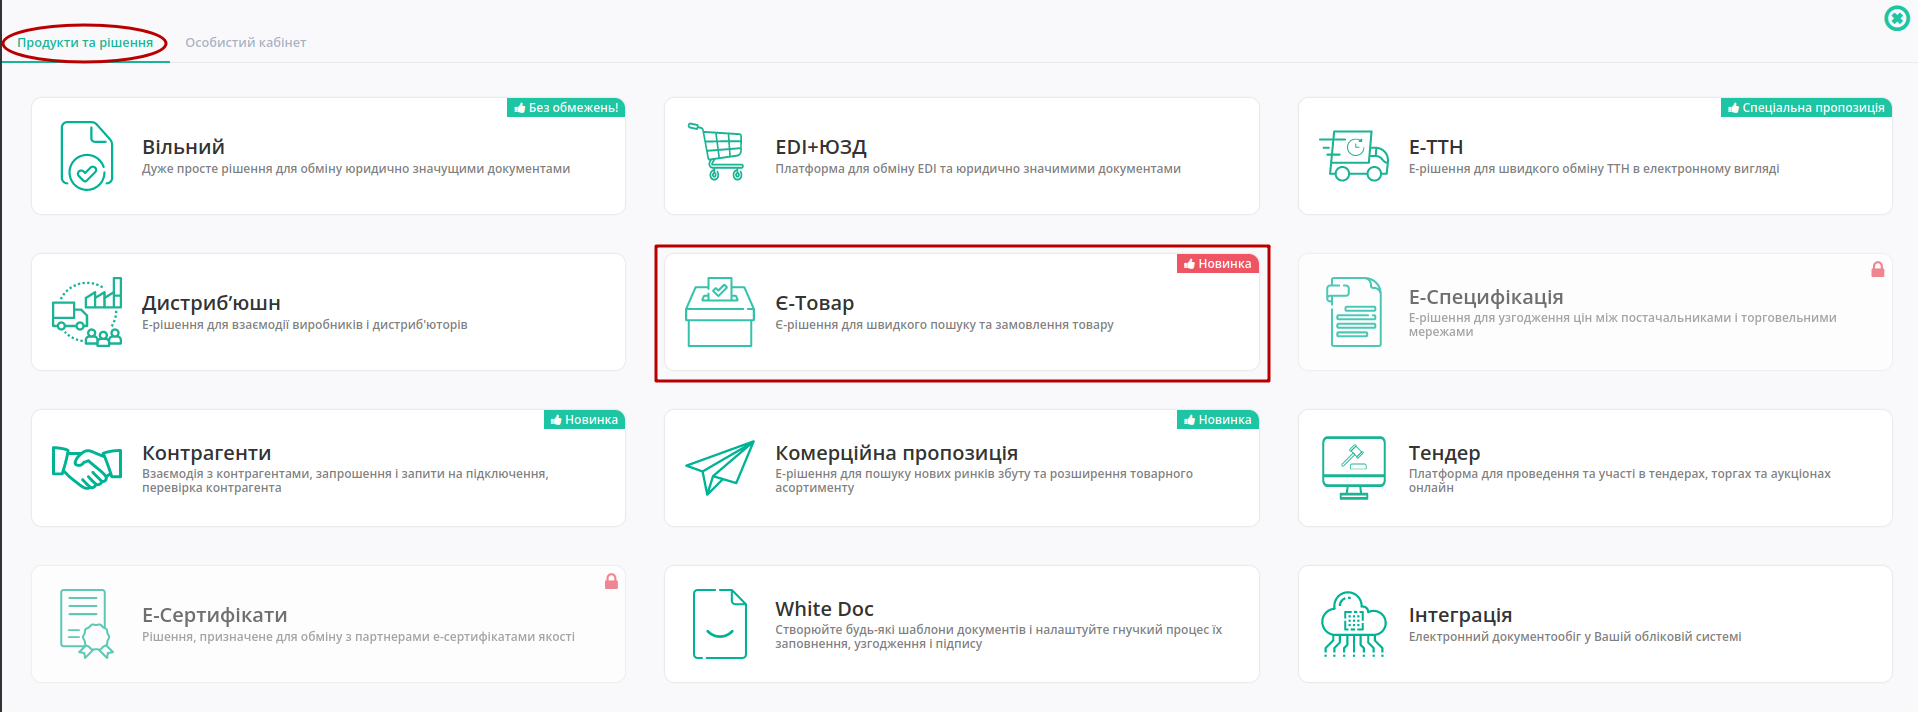 Продукти та рішення
Особистий кабінет
Без обмежень!
Вільний
Дуже просте рішення для обміну юридично значущими документами
EDI+ЮЗД
Платформа для обміну EDI та юридично значимими документами
Спеціальна пропозиція
Е-ТТН
Е-рішення для швидкого обміну ТТН в електронному вигляді
Дистриб’юшн
Е-рішення для взаємодії виробників і дистриб'юторів
Новинка
Є-Товар
Є-рішення для швидкого пошуку та замовлення товару
Е-Специфікація
Е-рішення для узгодження цін між постачальниками і торговельними
мережами
Новинка
Контрагенти
Взаємодія з контрагентами, запрошення і запити на підключення,
перевірка контрагента
Новинка
Комерційна пропозиція
Е-рішення для пошуку нових ринків збуту та розширення товарного
асортименту
Тендер
Платформа для проведення та участі в тендерах, торгах та аукціонах
онлайн
Е-Сертифікати
Рішення, призначене для обміну з партнерами е-сертифікатами якості
White Doc
Створюйте будь-які шаблони документів і налаштуйте гнучкий процес їх
заповнення, узгодження і підпису
Інтеграція
Електронний документообіг у Вашій обліковій системі